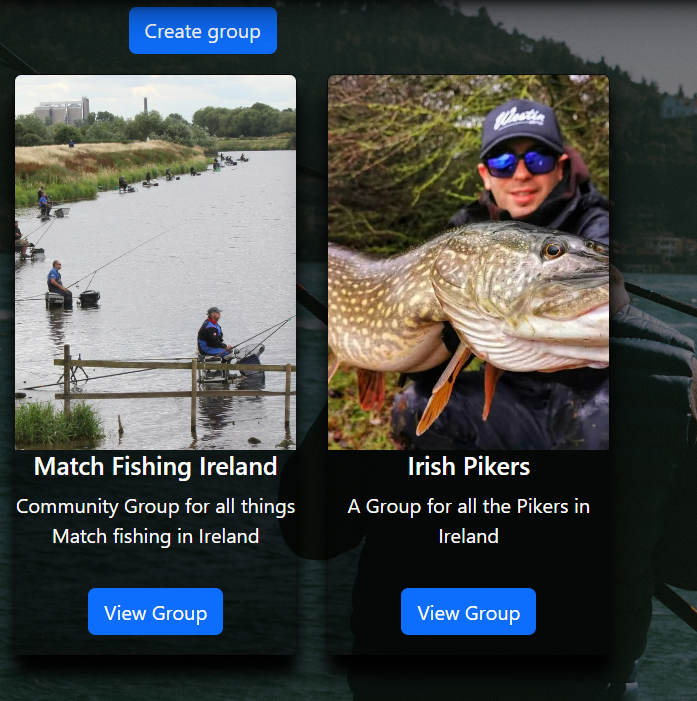 Create group
Westin
Match Fishing Ireland
Community Group for all things
Match fishing in Ireland
View Group
Irish Pikers
A Group for all the Pikers in
Ireland
View Group